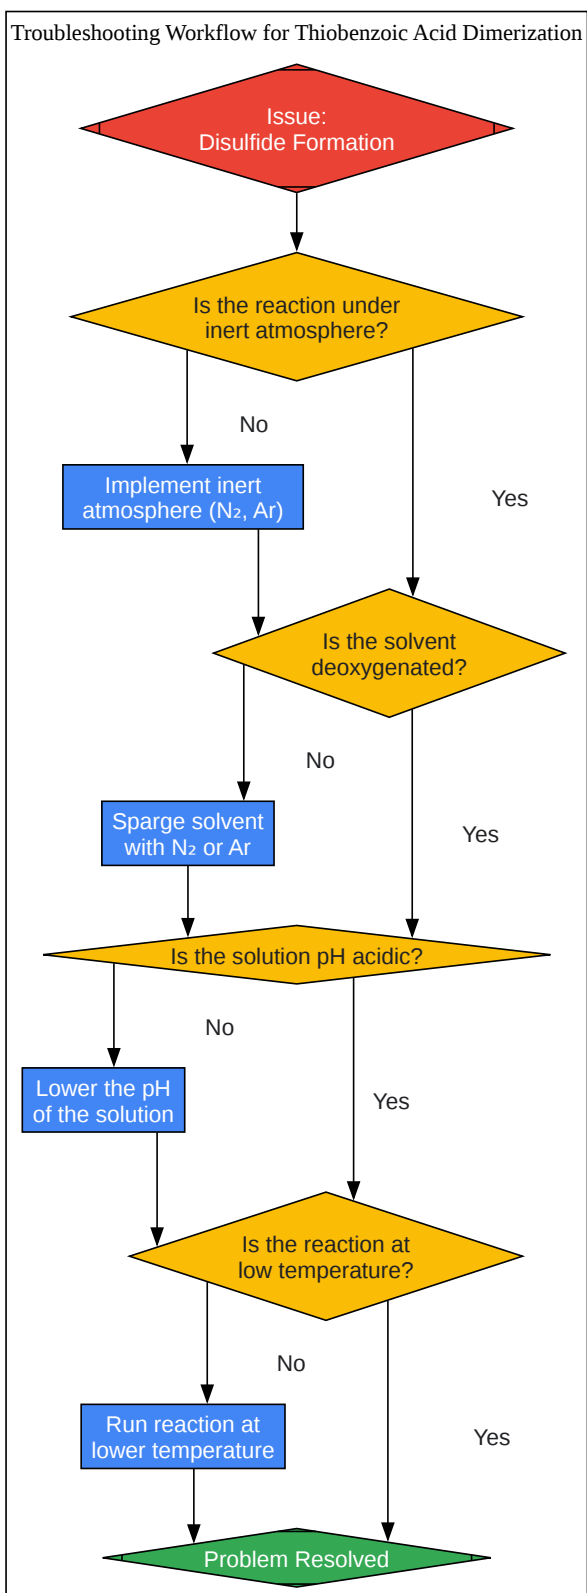 Troubleshooting Workflow for Thiobenzoic Acid Dimerization
Issue:
Disulfide Formation
Is the reaction under
inert atmosphere?
No
Implement inert
atmosphere (N₂, Ar)
Yes
Is the solvent
deoxygenated?
No
Sparge solvent
with N₂ or Ar
Yes
Is the solution pH acidic?
No
Lower the pH
of the solution
Yes
Is the reaction at
low temperature?
No
Run reaction at
lower temperature
Yes
Problem Resolved